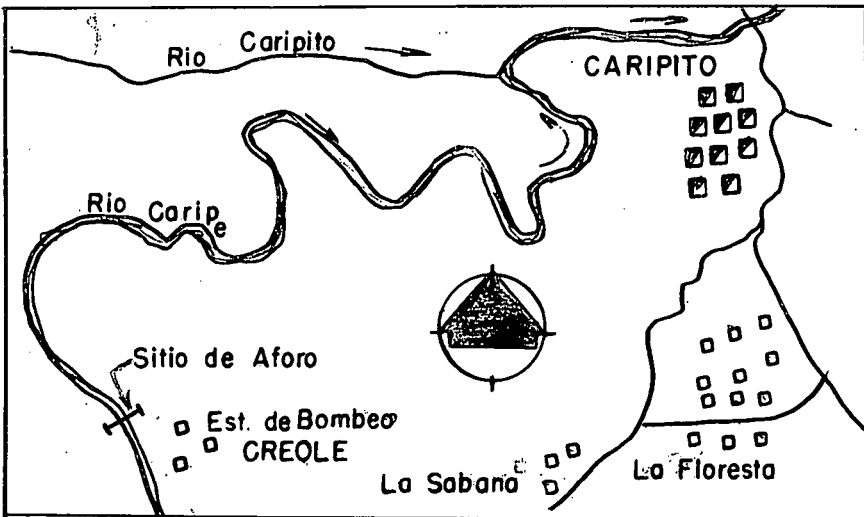 Rio Caripito
CARIPITO
Rio Caripe
Sitio de Aforo
Est. de Bombeo
CREOLE
La Sabana
La Floresta